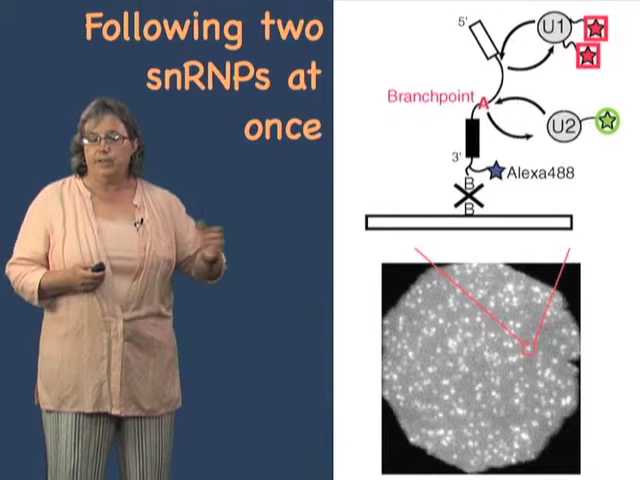 Following two
snRNPs at
once
5'
U1
Branchpoint A
U2
3'
Alexa488
B
B